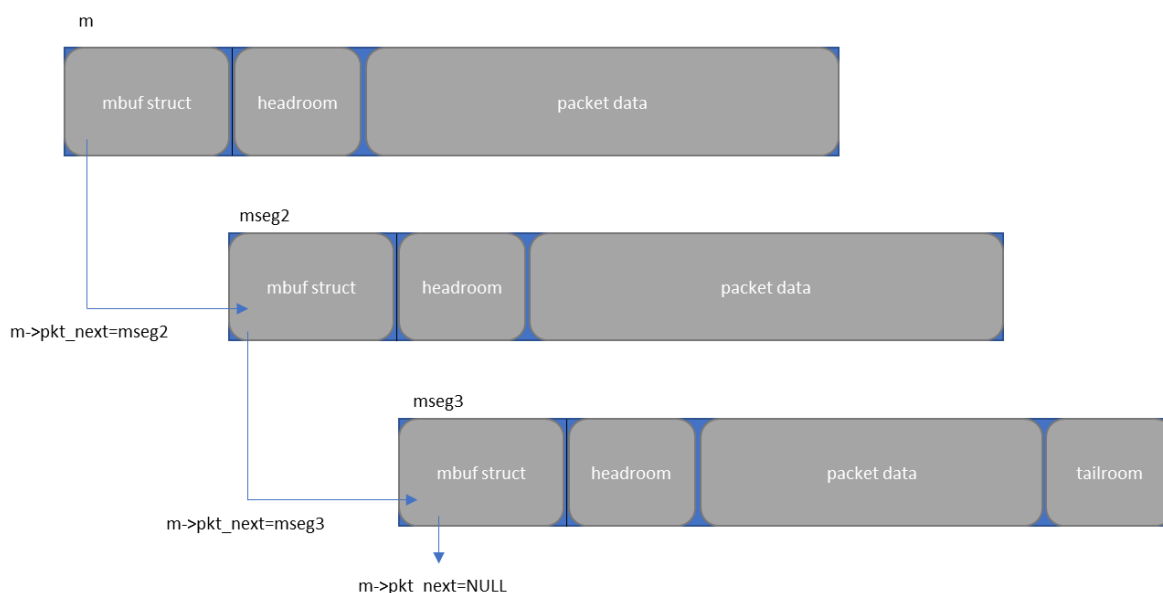 m
mbuf struct headroom packet data
mseg2
mbuf struct headroom packet data
m->pkt_next=mseg2
mseg3
mbuf struct headroom packet data tailroom
m->pkt_next=mseg3
m->pkt_next=NULL